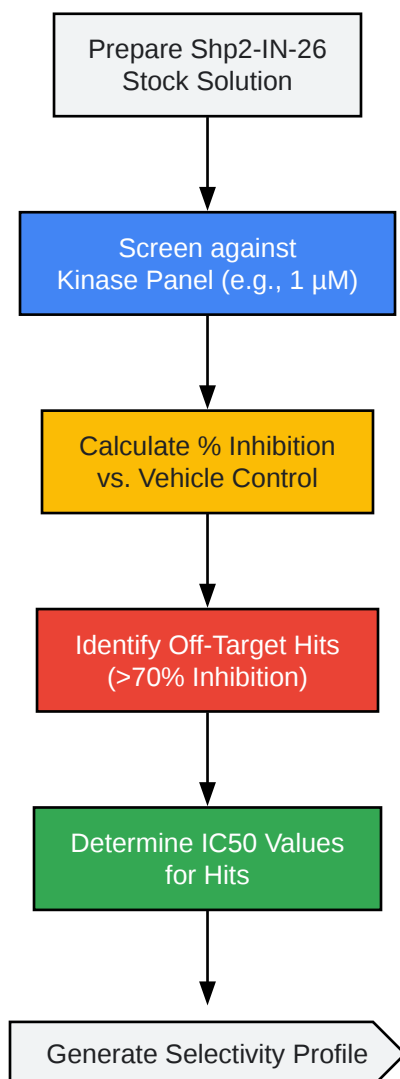 Prepare Shp2-IN-26
Stock Solution
Screen against
Kinase Panel (e.g., 1 µM)
Calculate % Inhibition
vs. Vehicle Control
Identify Off-Target Hits
(>70% Inhibition)
Determine IC50 Values
for Hits
Generate Selectivity Profile